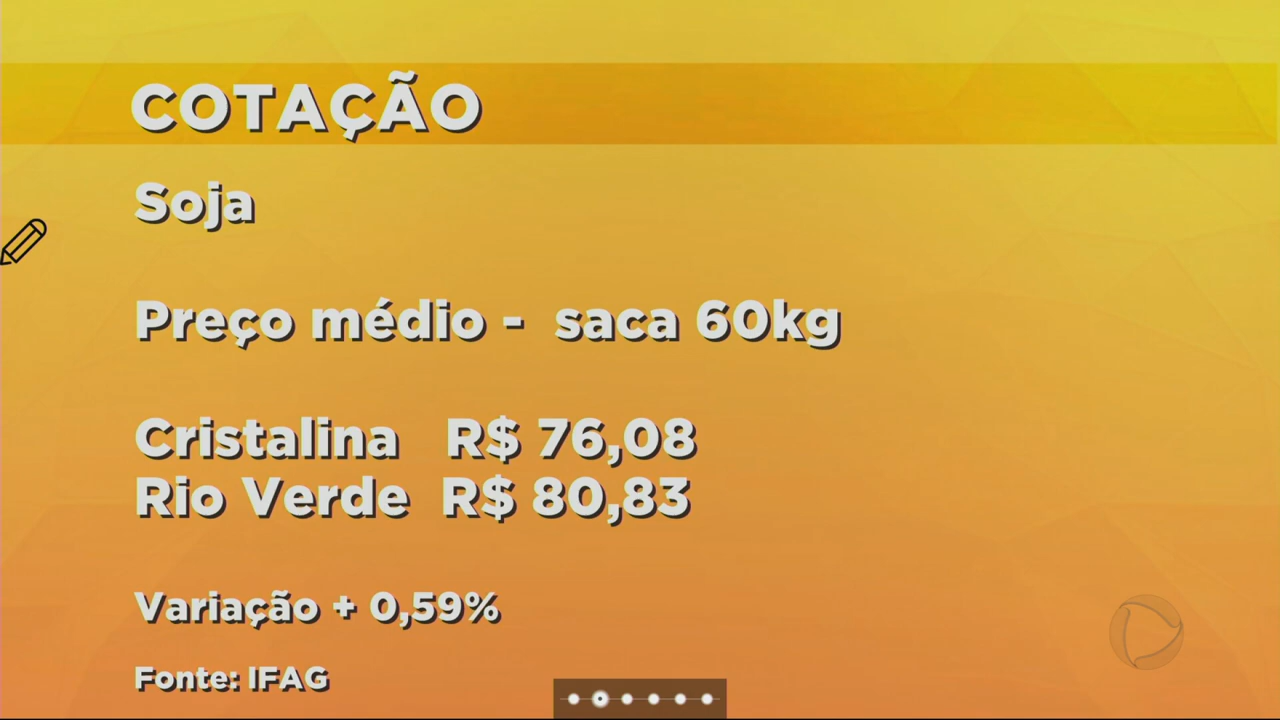 COTAÇÃO
Soja
Preço médio - saca 60kg
Cristalina R$ 76,08
Rio Verde R$ 80,83
Variação + 0,59%
Fonte: IFAG